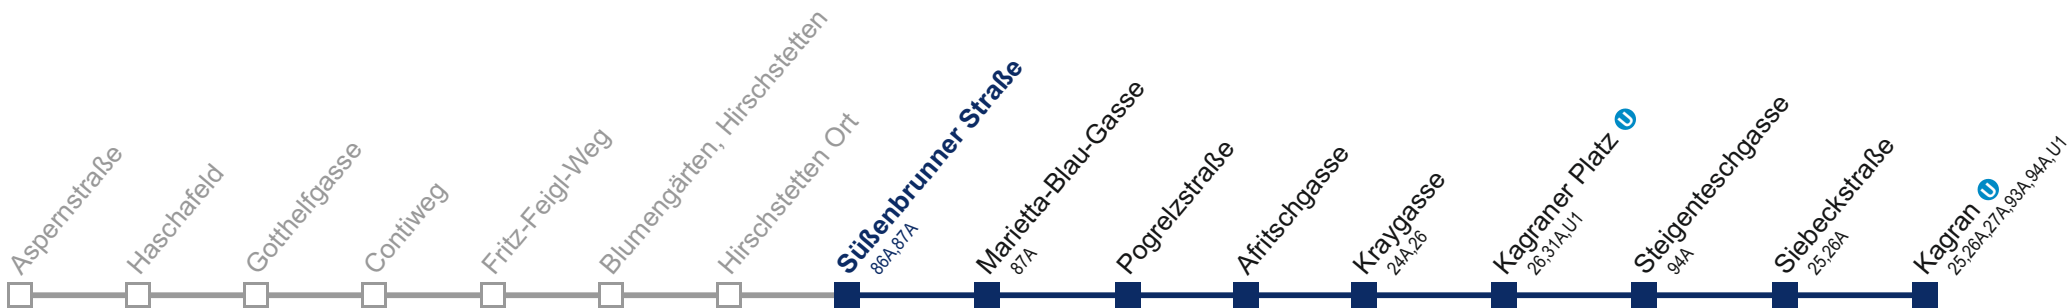 Aspernstraße
Haschafeld
Gotthelfgasse
Contiweg
Fritz-Feigl-Weg
Blumengärten, Hirschstetten
Hirschstetten Ort
Süßenbrunner Straße
86A,87A
Marietta-Blau-Gasse
87A
Pogrelzstraße
Afritschgasse
Kraygasse
24A,26
Kagraner Platz U
26,31A,U1
Steigenteschgasse
94A
Siebeckstraße
25,26A
Kagran U
25,26A,27A,93A,94A,U1